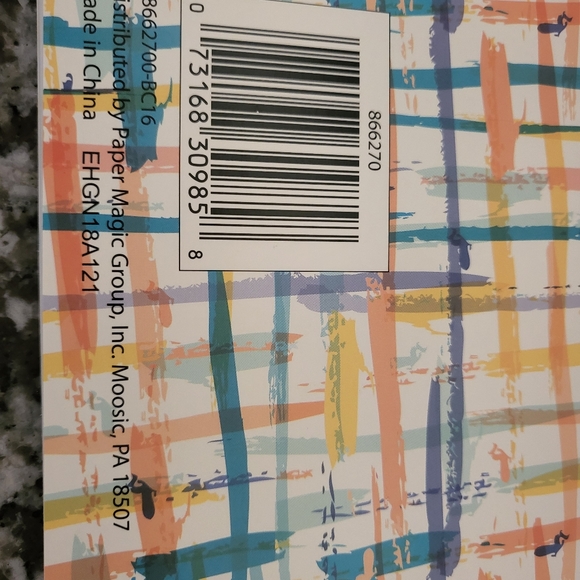 866270
0 73168 30985 8
8662700-BC16
istributed by Paper Magic Group, Inc. Moosic, PA 18507
ade in China EHGN18A121